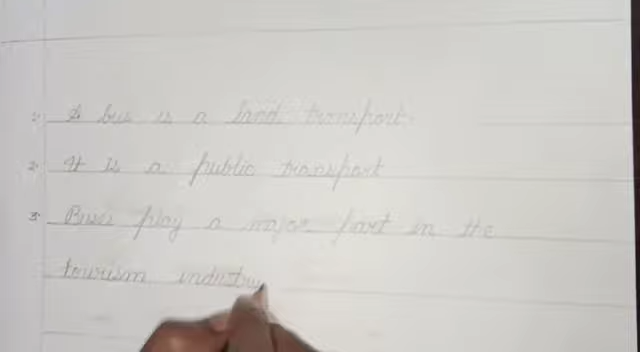 1. A bus is a land transport.
2. It is a public transport
3. Buses play a major part in the
tourism industry